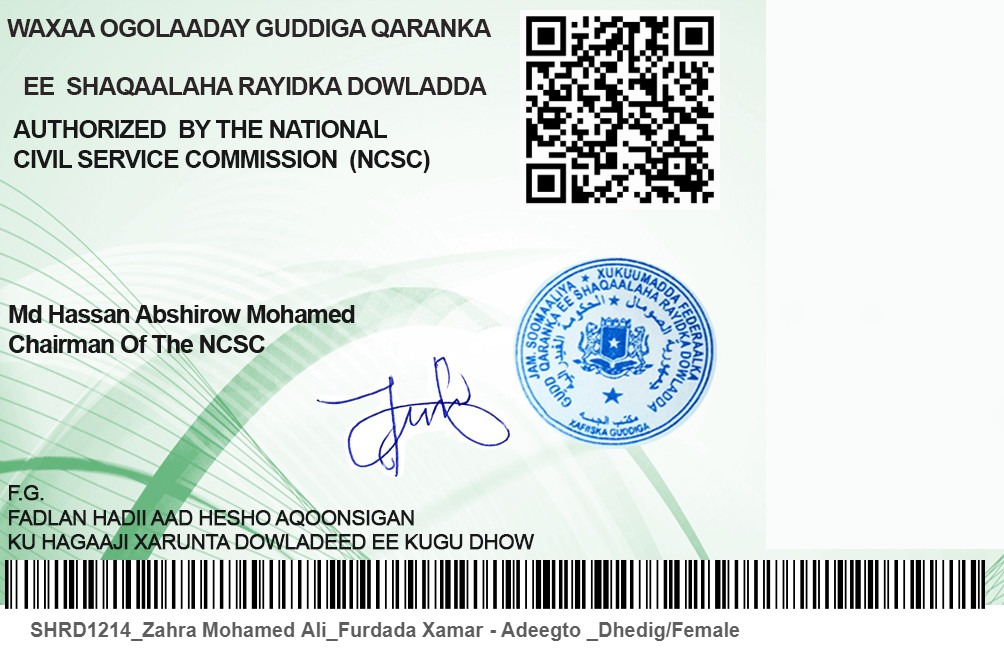 WAXAA OGOLAADAY GUDDIGA QARANKA
EE SHAQAALAHA RAYIDKA DOWLADDA
AUTHORIZED BY THE NATIONAL
CIVIL SERVICE COMMISSION (NCSC)
Md Hassan Abshirow Mohamed
Chairman Of The NCSC
JAM. SOOMAALIYA ★ XUKUUMADDA FEDERAALKA
GUDD QARANKA EE SHAQAALAHA RAYIDKA DOWLADDA
XAFIISKA GUDDIGA
F.G.
FADLAN HADII AAD HESHO AQOONSIGAN
KU HAGAAJI XARUNTA DOWLADEED EE KUGU DHOW
SHRD1214_Zahra Mohamed Ali_Furdada Xamar - Adeegto _Dhedig/Female